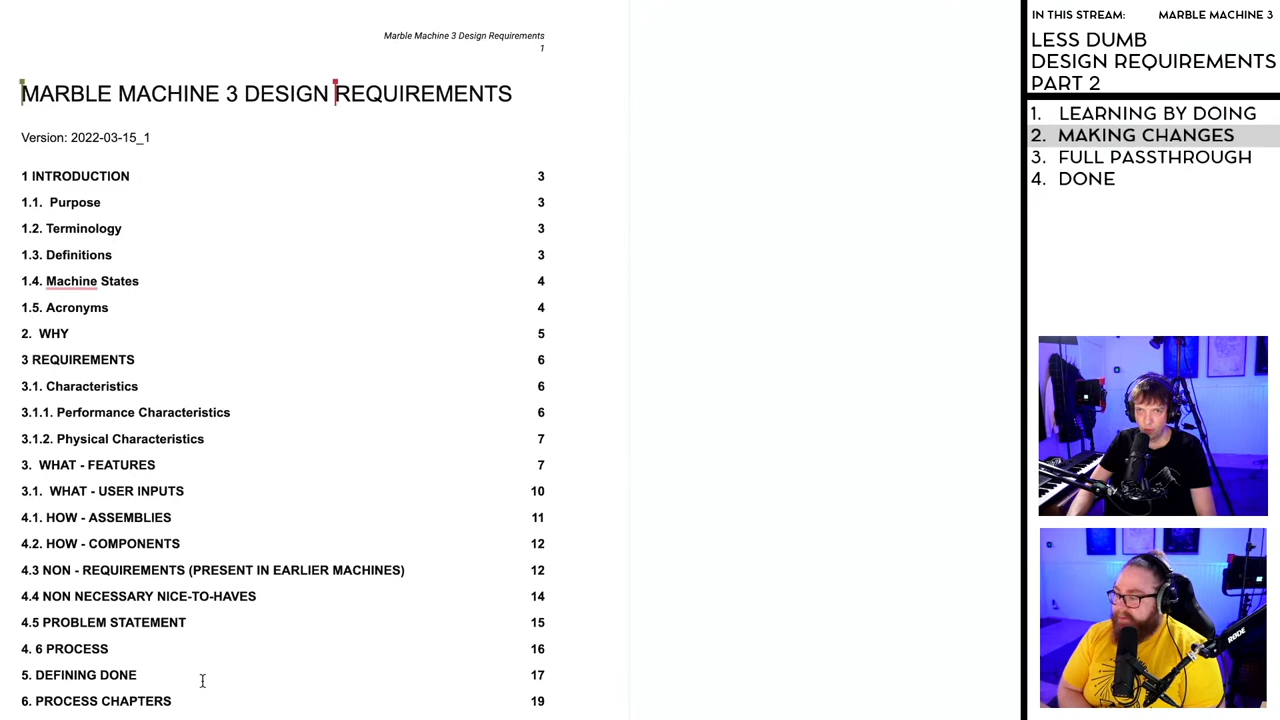 Marble Machine 3 Design Requirements
1
MARBLE MACHINE 3 DESIGN REQUIREMENTS
Version: 2022-03-15_1
1 INTRODUCTION 3
1.1. Purpose 3
1.2. Terminology 3
1.3. Definitions 3
1.4. Machine States 4
1.5. Acronyms 4
2. WHY 5
3 REQUIREMENTS 6
3.1. Characteristics 6
3.1.1. Performance Characteristics 6
3.1.2. Physical Characteristics 7
3. WHAT - FEATURES 7
3.1. WHAT - USER INPUTS 10
4.1. HOW - ASSEMBLIES 11
4.2. HOW - COMPONENTS 12
4.3 NON - REQUIREMENTS (PRESENT IN EARLIER MACHINES) 12
4.4 NON NECESSARY NICE-TO-HAVES 14
4.5 PROBLEM STATEMENT 15
4. 6 PROCESS 16
5. DEFINING DONE 17
6. PROCESS CHAPTERS 19
IN THIS STREAM: MARBLE MACHINE 3
LESS DUMB
DESIGN REQUIREMENTS
PART 2
1. LEARNING BY DOING
2. MAKING CHANGES
3. FULL PASSTHROUGH
4. DONE
RODE